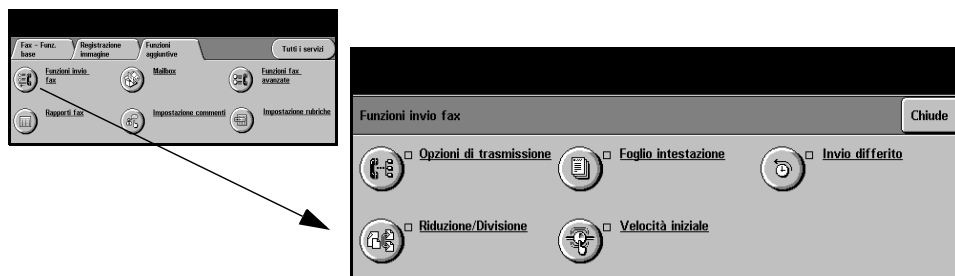 Fax - Funz. base
Registrazione immagine
Funzioni aggiuntive
Tutti i servizi
Funzioni invio fax
Mailbox
Funzioni fax avanzate
Rapporti fax
Impostazione commenti
Impostazione rubriche
Funzioni invio fax
Chiude
Opzioni di trasmissione
Foglio intestazione
Invio differito
Riduzione/Divisione
Velocità iniziale